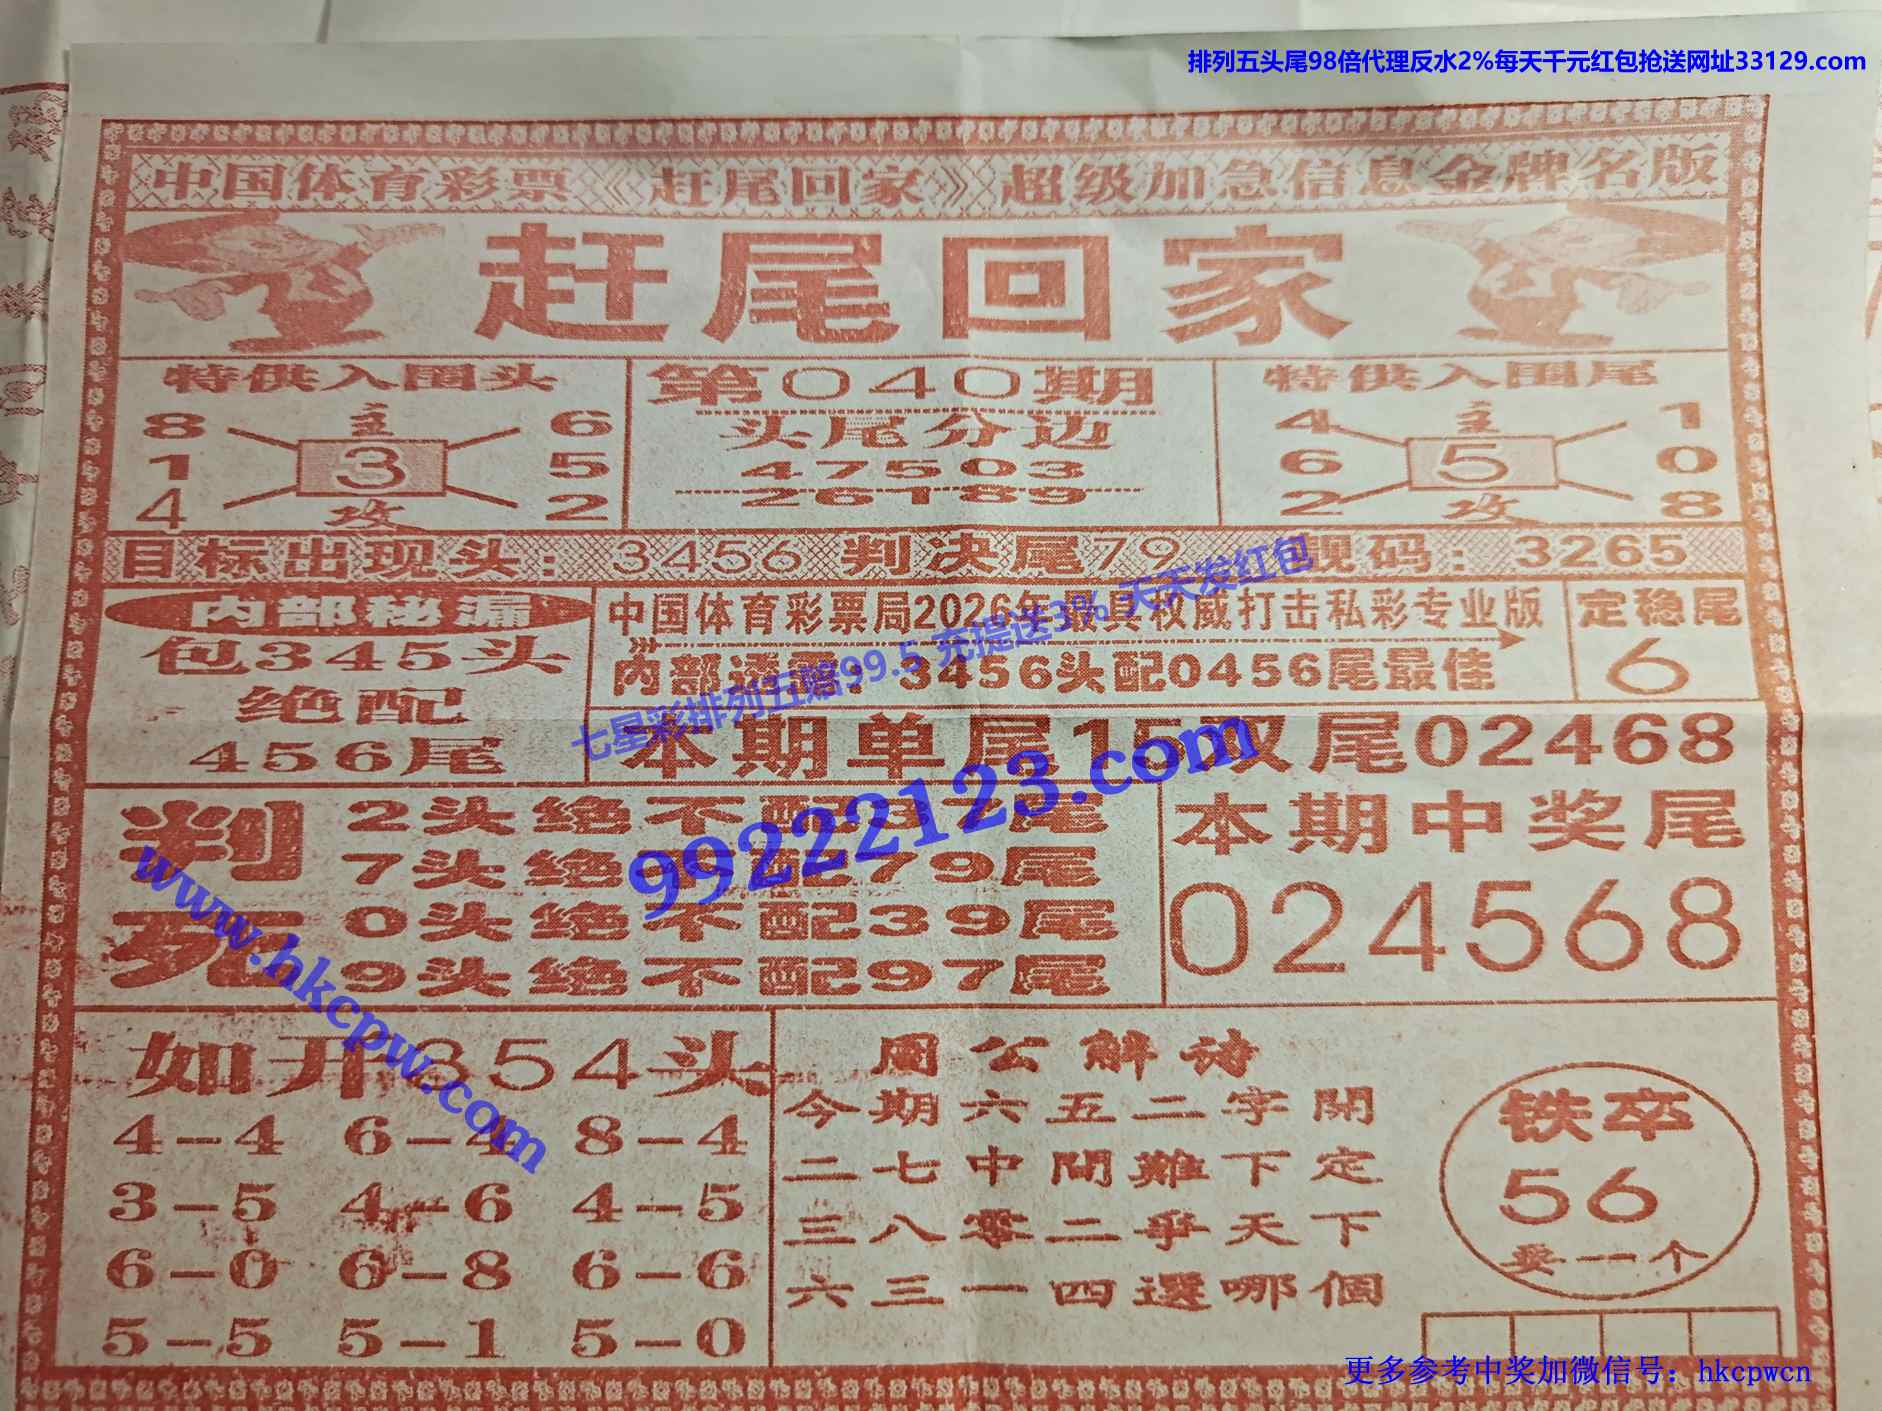 排列五头尾98倍代理反水2%每天千元红包抢送网址33129.com
中国体育彩票《赶尾回家》超级加急信息金牌名版
赶尾回家
特供入围头
8 主 6
1 3 5
4 攻 2
第040期
头尾分边
47503
26189
特供入围尾
4 主 1
6 5 0
2 攻 8
目标出现头：3456 判决尾79 码：3265
七星彩排列五赔99.5 充提送3% 天天发红包
内部秘漏
包345头
绝配
456尾
中国体育彩票局2026年最具权威打击私彩专业版
内部透露：3456头配0456尾最佳
定稳尾
6
本期单尾15双尾02468
99222123.com
判死
2头绝不配37尾
7头绝不配79尾
0头绝不配39尾
9头绝不配97尾
本期中奖尾
024568
www.hkcpw.com
如开354头
4-4 6-4 8-4
3-5 4-6 4-5
6-0 6-8 6-6
5-5 5-1 5-0
周公解诗
今期六五二字開
二七中間難下定
三八零二爭天下
六三一四選哪個
铁卒
56
卖一个
更多参考中奖加微信号：hkcpwcn